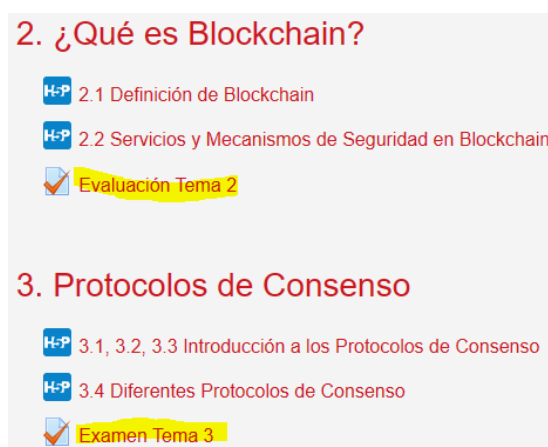 2. ¿Qué es Blockchain?
H-P 2.1 Definición de Blockchain
H-P 2.2 Servicios y Mecanismos de Seguridad en Blockchain
Evaluación Tema 2
3. Protocolos de Consenso
H-P 3.1, 3.2, 3.3 Introducción a los Protocolos de Consenso
H-P 3.4 Diferentes Protocolos de Consenso
Examen Tema 3